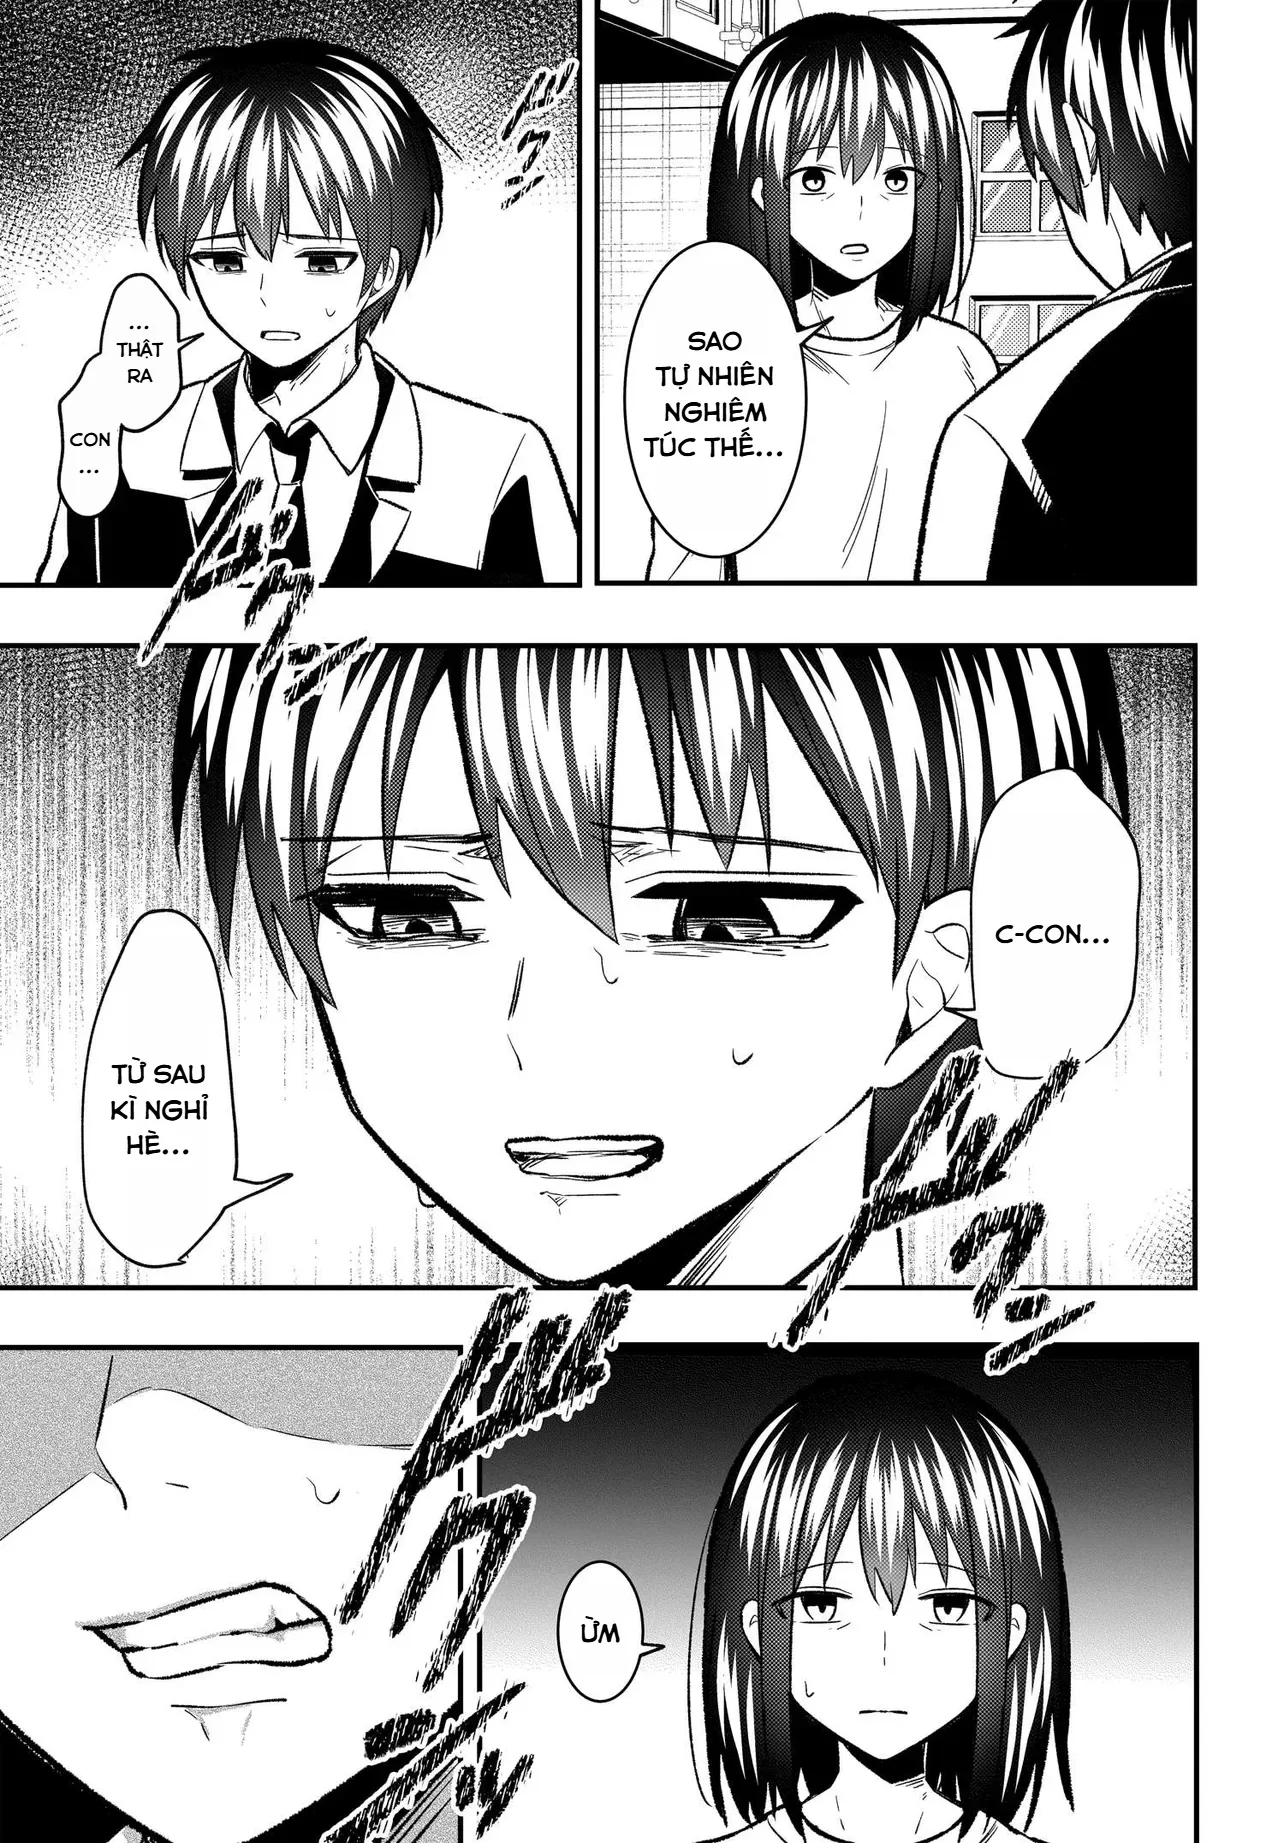 SAO
TỰ NHIÊN
NGHIÊM
TÚC THẾ...
...
THẬT
RA
CON
...
C-CON...
TỪ SAU
KÌ NGHỈ
HÈ...
ỪM